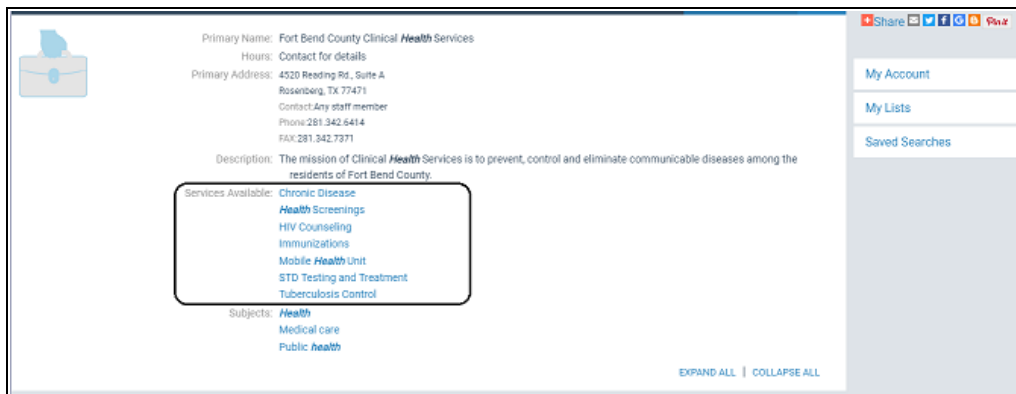 Share Pin it
Primary Name: Fort Bend County Clinical Health Services
Hours: Contact for details
Primary Address: 4520 Reading Rd., Suite A
Rosenberg, TX 77471
Contact:Any staff member
Phone:281.342.6414
FAX:281.342.7371
Description: The mission of Clinical Health Services is to prevent, control and eliminate communicable diseases among the
residents of Fort Bend County.
Services Available: Chronic Disease
Health Screenings
HIV Counseling
Immunizations
Mobile Health Unit
STD Testing and Treatment
Tuberculosis Control
Subjects: Health
Medical care
Public health
EXPAND ALL | COLLAPSE ALL
My Account
My Lists
Saved Searches